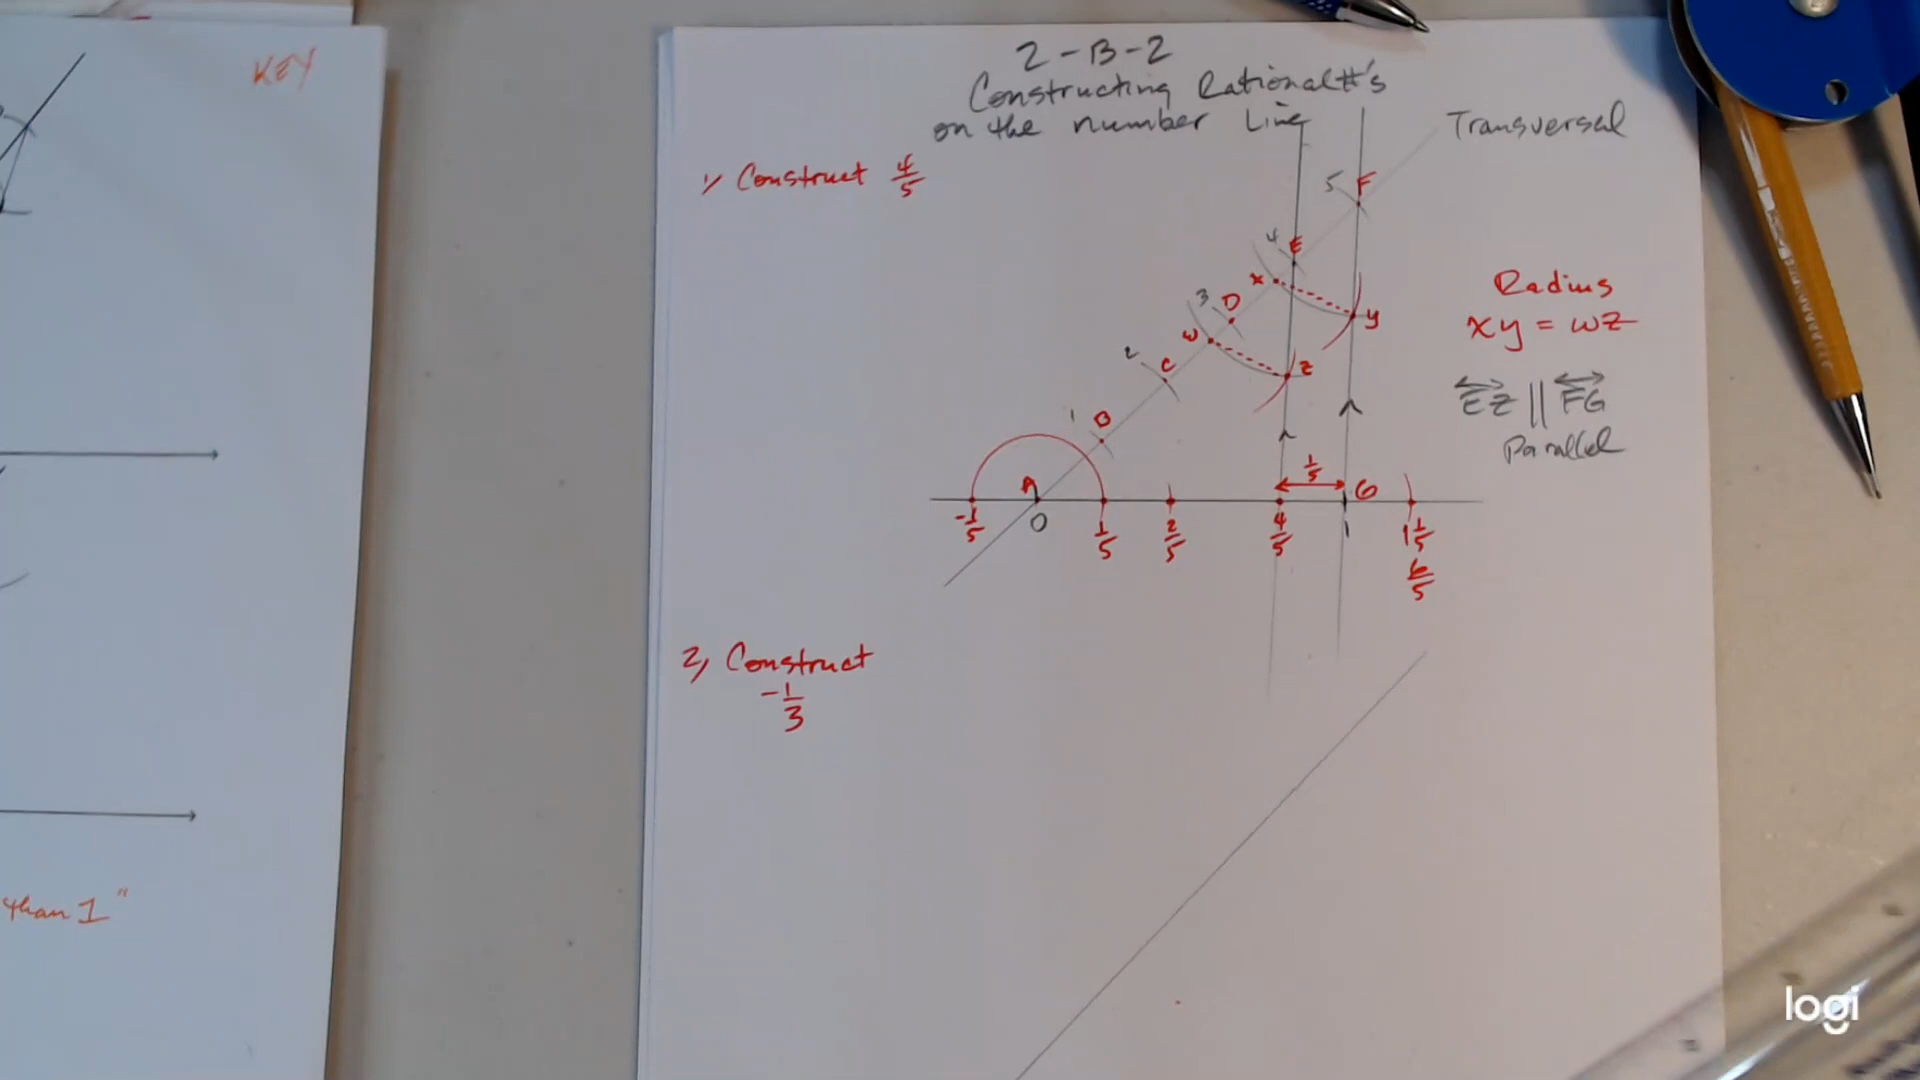 KEY
than 1"
2-B-2
Constructing Rational #'s
on the number Line
Transversal
1) Construct 4/5
5 F
4 E
x
3 D
w
y
z
2 C
1 B
A
1/5
G
-1/5
0
1/5
2/5
4/5
1
1 1/5
6/5
Radius
xy = wz
EZ || FG
Parallel
2) Construct
-1/3
logi